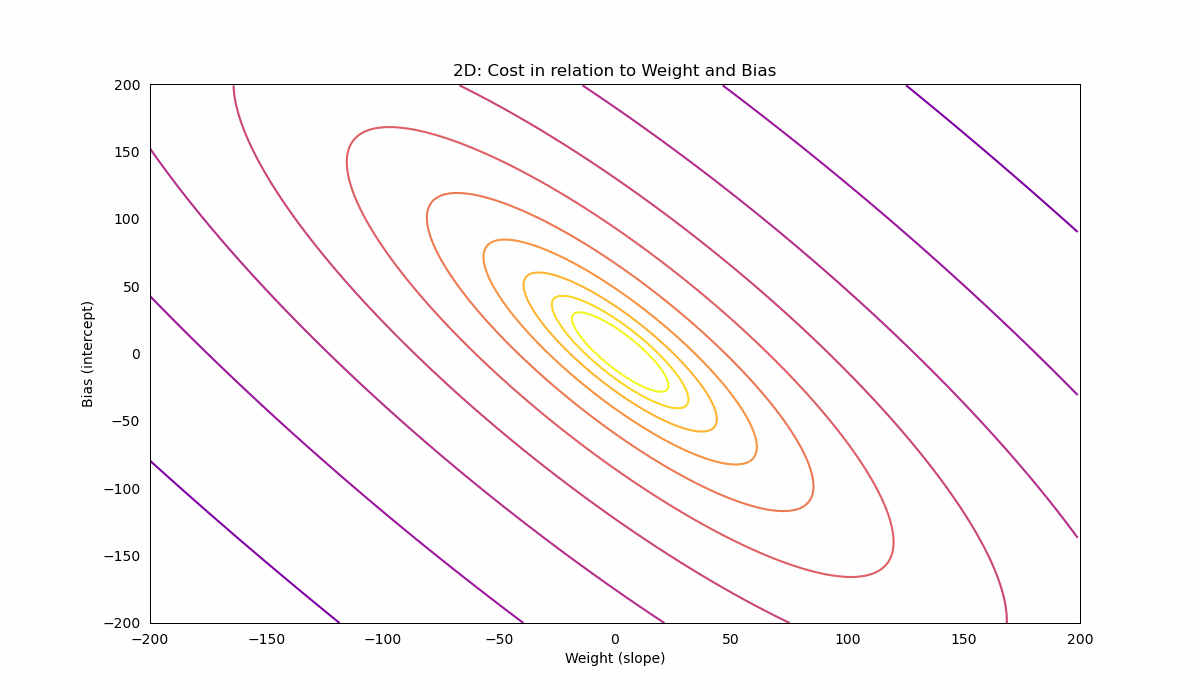 2D: Cost in relation to Weight and Bias
200
150
100
50
0
−50
−100
−150
−200
Bias (intercept)
−200 −150 −100 −50 0 50 100 150 200
Weight (slope)